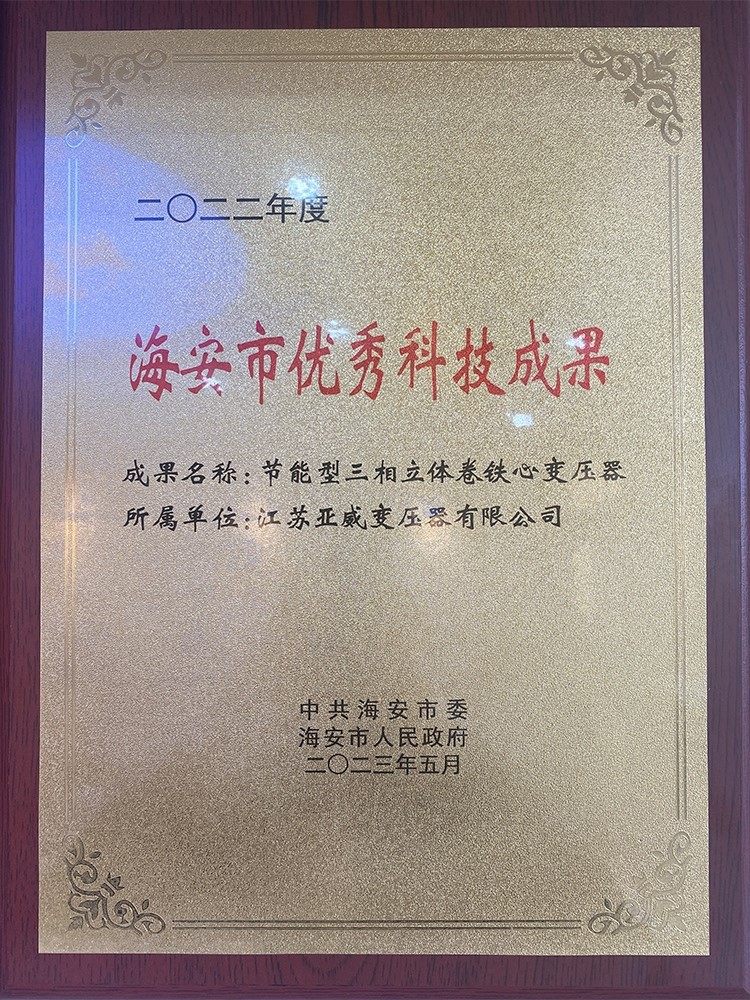 二〇二二年度
海安市优秀科技成果
成果名称:节能型三相立体卷铁心变压器
所属单位:江苏亚威变压器有限公司
中共海安市委
海安市人民政府
二〇二三年五月